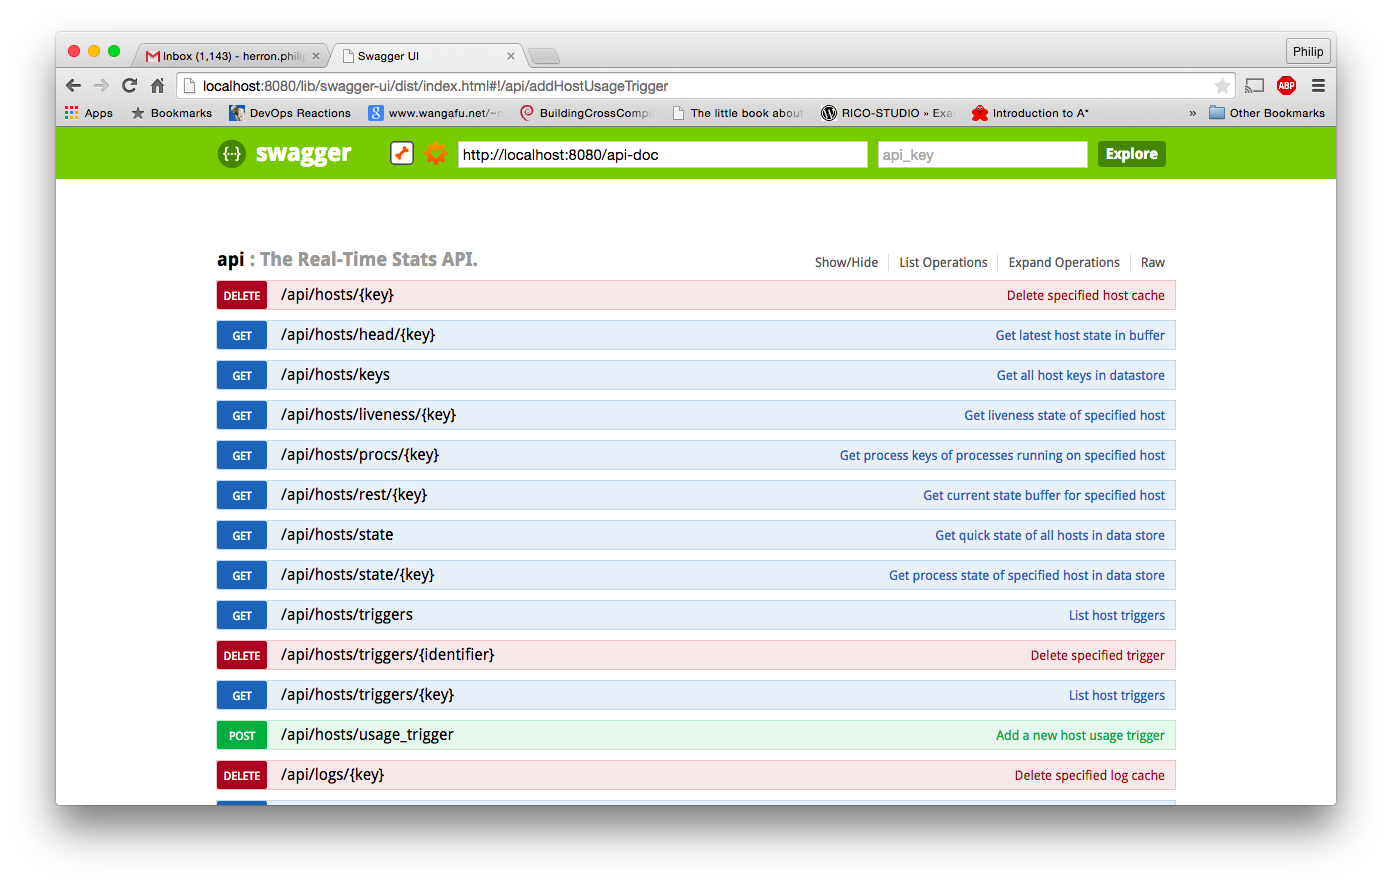 Inbox (1,143) - herron.phili
Swagger UI
Philip
localhost:8080/lib/swagger-ui/dist/index.html#!/api/addHostUsageTrigger
ABP
Apps
Bookmarks
DevOps Reactions
8 www.wangafu.net/~n
BuildingCrossCompil
The little book about
RICO-STUDIO » Exa
Introduction to A*
»
Other Bookmarks
{··} swagger
http://localhost:8080/api-doc
api_key
Explore
api : The Real-Time Stats API.
Show/Hide
List Operations
Expand Operations
Raw
DELETE /api/hosts/{key} Delete specified host cache
GET /api/hosts/head/{key} Get latest host state in buffer
GET /api/hosts/keys Get all host keys in datastore
GET /api/hosts/liveness/{key} Get liveness state of specified host
GET /api/hosts/procs/{key} Get process keys of processes running on specified host
GET /api/hosts/rest/{key} Get current state buffer for specified host
GET /api/hosts/state Get quick state of all hosts in data store
GET /api/hosts/state/{key} Get process state of specified host in data store
GET /api/hosts/triggers List host triggers
DELETE /api/hosts/triggers/{identifier} Delete specified trigger
GET /api/hosts/triggers/{key} List host triggers
POST /api/hosts/usage_trigger Add a new host usage trigger
DELETE /api/logs/{key} Delete specified log cache